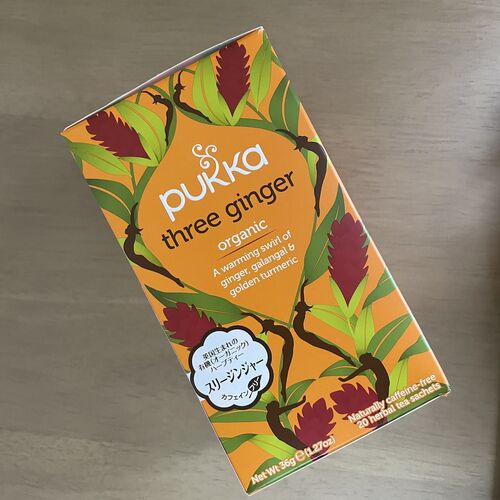 pukka
three ginger
organic
A warming swirl of
ginger, galangal &
golden turmeric
英国生まれの
有機(オーガニック)
ハーブティー
スリージンジャー
カフェインゼロ
Naturally caffeine-free
20 herbal tea sachets
Net Wt 36g ℮ (1.27oz)